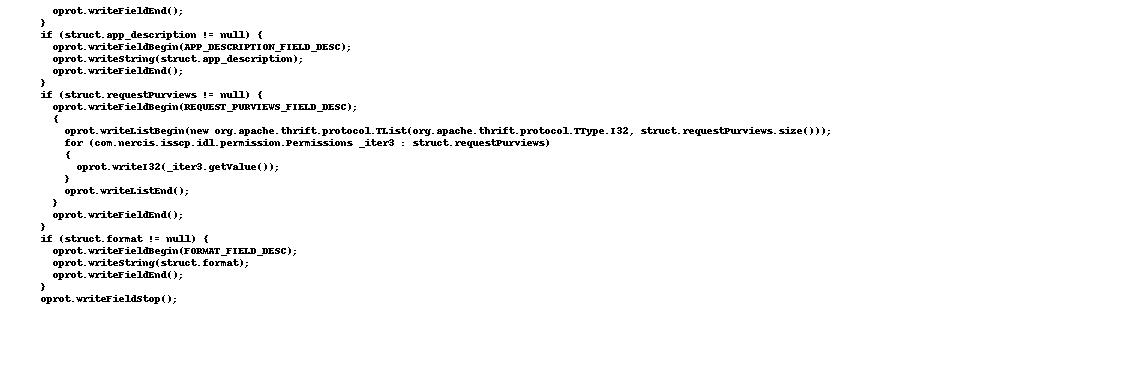 oprot.writeFieldEnd();
}
if (struct.app_description != null) {
oprot.writeFieldBegin(APP_DESCRIPTION_FIELD_DESC);
oprot.writeString(struct.app_description);
oprot.writeFieldEnd();
}
if (struct.requestPurviews != null) {
oprot.writeFieldBegin(REQUEST_PURVIEWS_FIELD_DESC);
{
oprot.writeListBegin(new org.apache.thrift.protocol.TList(org.apache.thrift.protocol.TType.I32, struct.requestPurviews.size()));
for (com.nercis.isscp.idl.permission.Permissions _iter3 : struct.requestPurviews)
{
oprot.writeI32(_iter3.getValue());
}
oprot.writeListEnd();
}
oprot.writeFieldEnd();
}
if (struct.format != null) {
oprot.writeFieldBegin(FORMAT_FIELD_DESC);
oprot.writeString(struct.format);
oprot.writeFieldEnd();
}
oprot.writeFieldStop();